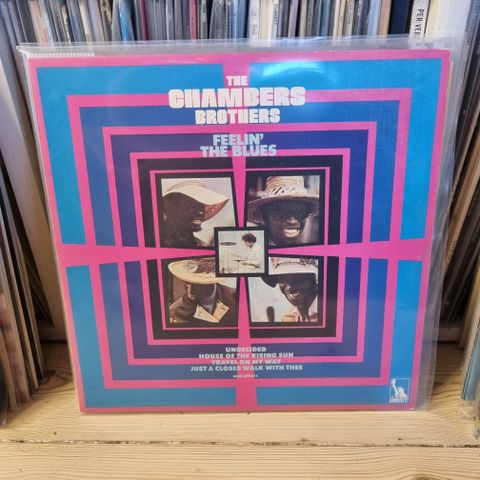 THE
CHAMBERS
BROTHERS
FEELIN'
THE BLUES
UNDECIDED
HOUSE OF THE RISING SUN
TRAVEL ON MY WAY
JUST A CLOSER WALK WITH THEE
and others
LIBERTY